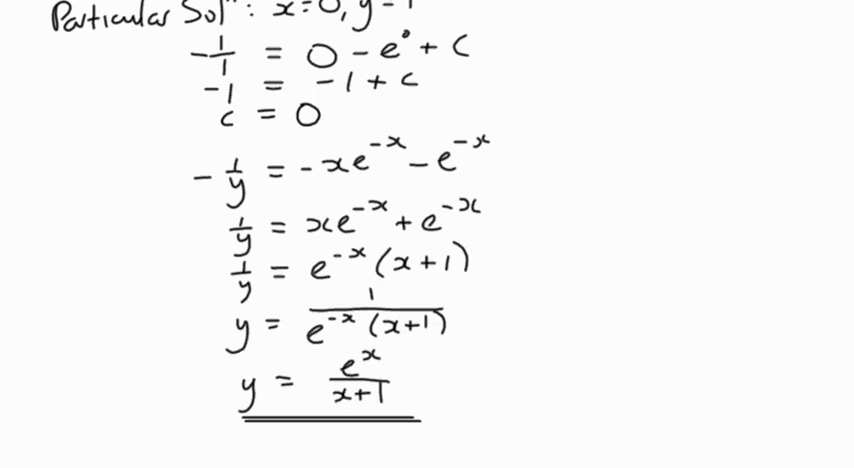 Particular Solⁿ: x=0, y=1
-1/1 = 0 - e⁰ + C
-1 = -1 + c
c = 0
-1/y = -xe⁻ˣ - e⁻ˣ
1/y = xe⁻ˣ + e⁻ˣ
1/y = e⁻ˣ(x+1)
y = 1/(e⁻ˣ(x+1))
y = eˣ/(x+1)